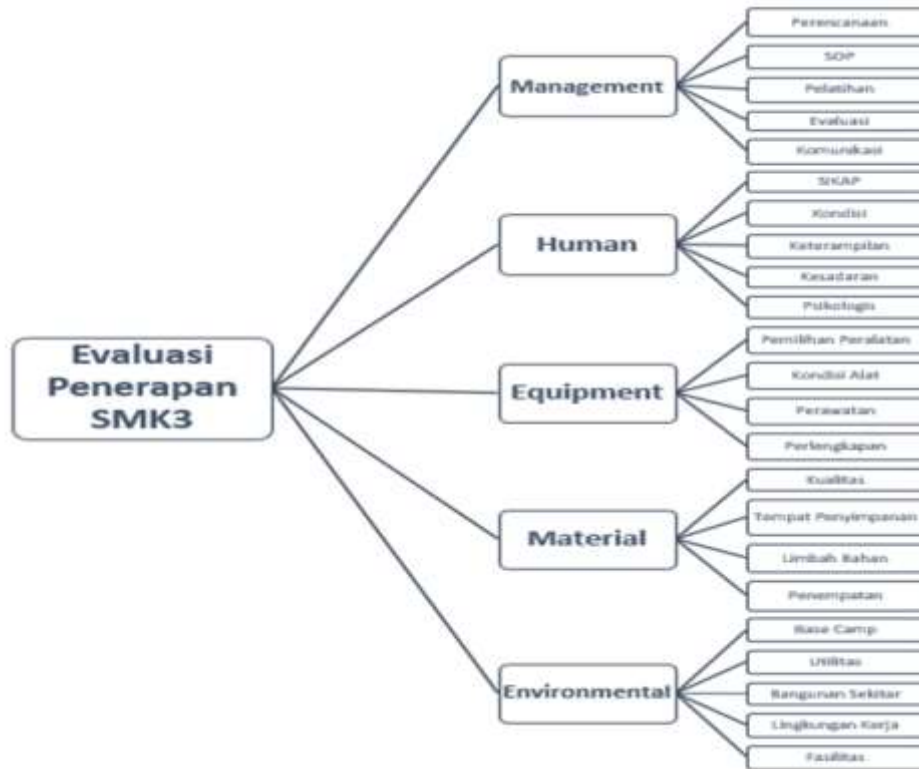 Evaluasi
Penerapan
SMK3
Management
Perencanaan
SOP
Pelatihan
Evaluasi
Komunikasi
Human
SIKAP
Kondisi
Keterampilan
Kesadaran
Psikologis
Equipment
Pemilihan Peralatan
Kondisi Alat
Perawatan
Perlengkapan
Material
Kualitas
Tempat Penyimpanan
Limbah Bahan
Penempatan
Environmental
Base Camp
Utilitas
Bangunan Sekitar
Lingkungan Kerja
Fasilitas